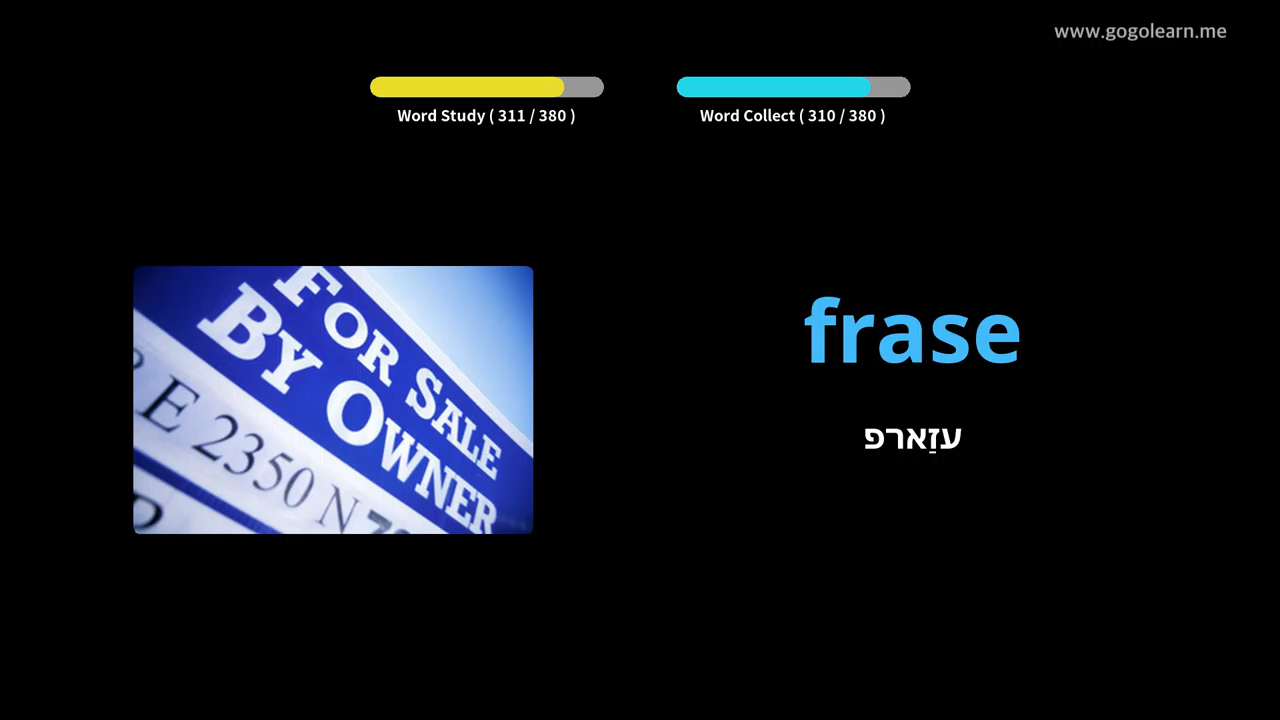 www.gogolearn.me
Word Study ( 311 / 380 )
Word Collect ( 310 / 380 )
FOR SALE
BY OWNER
E 2350 N
frase
עזַארפ